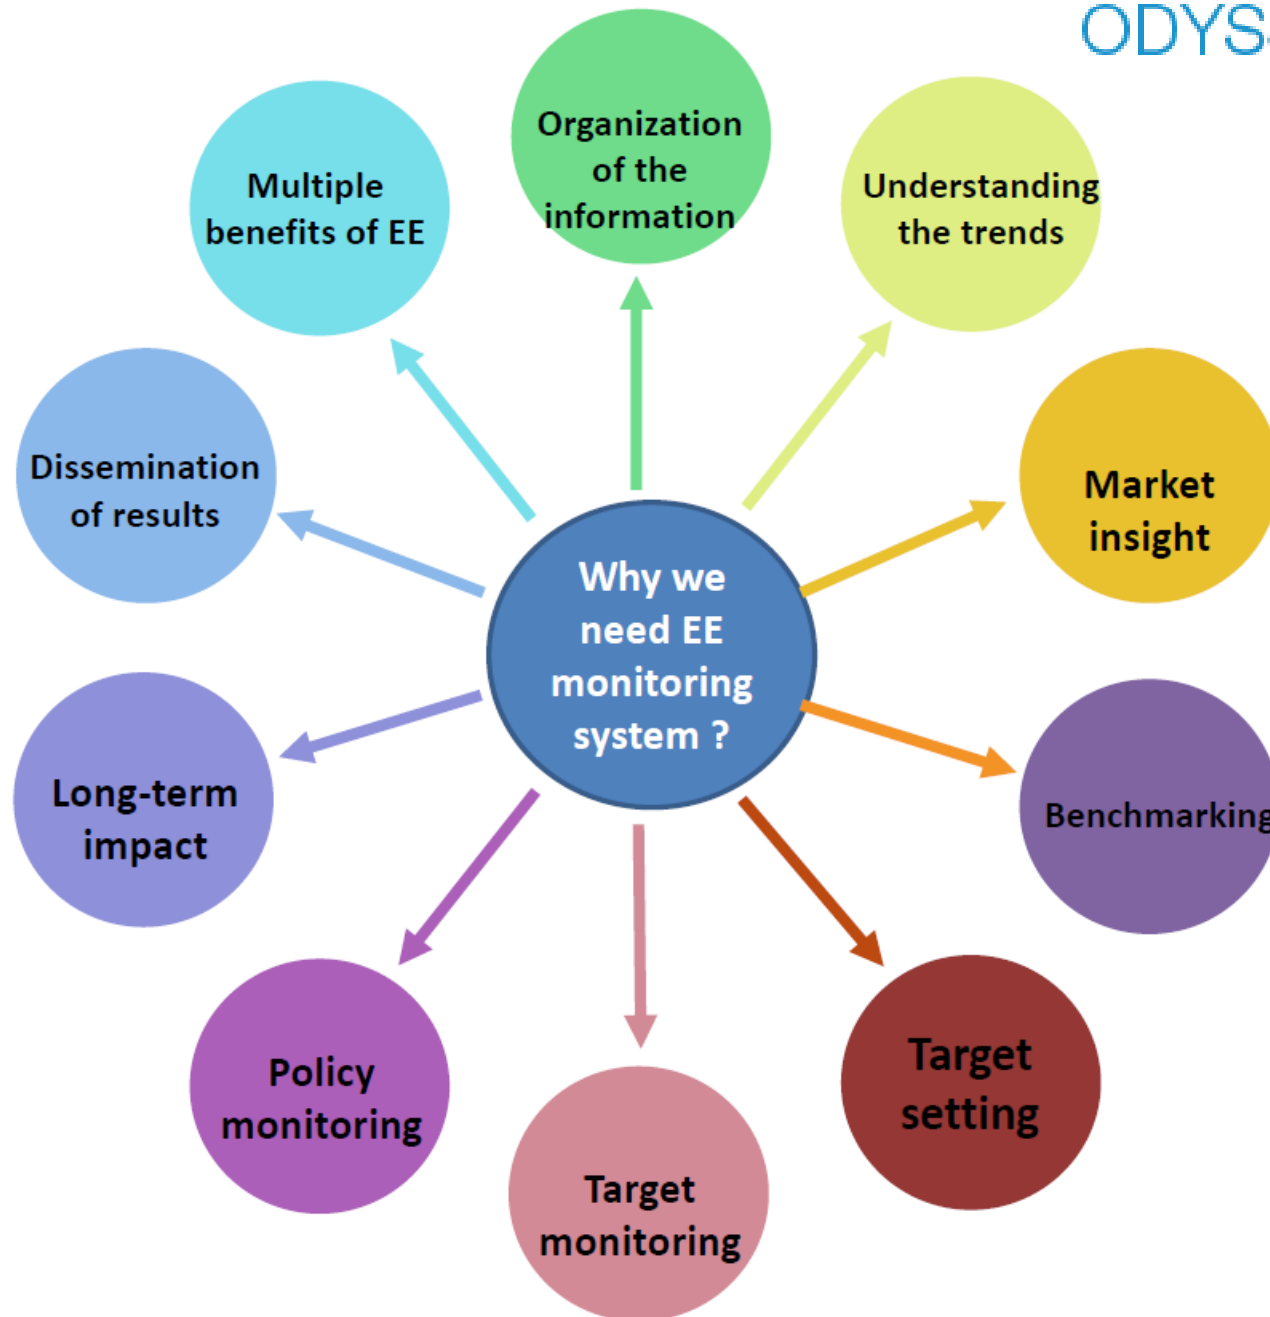 ODYS
Organization
of the
information
Understanding
the trends
Market
insight
Benchmarking
Target
setting
Target
monitoring
Policy
monitoring
Long-term
impact
Dissemination
of results
Multiple
benefits of EE
Why we
need EE
monitoring
system ?